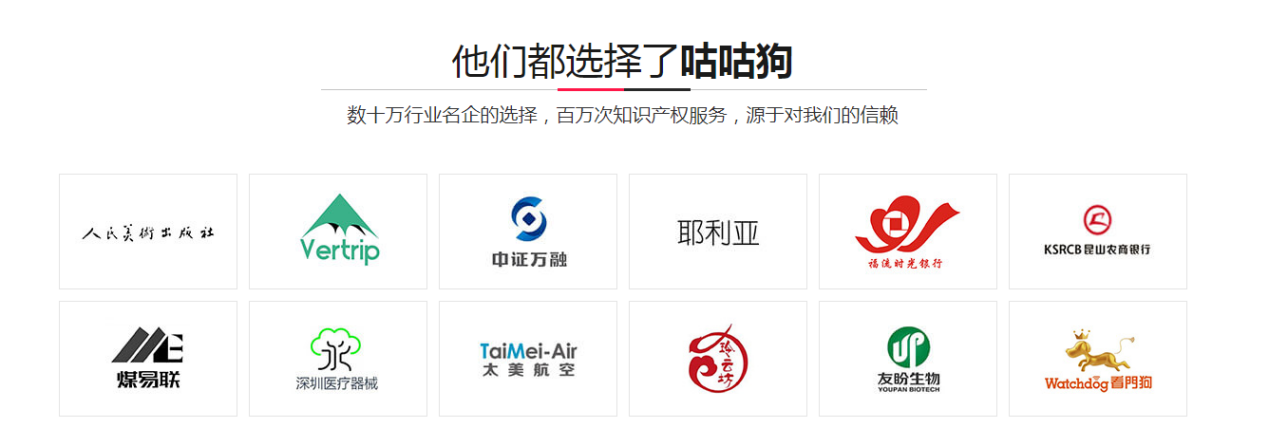 他们都选择了咕咕狗
数十万行业名企的选择，百万次知识产权服务，源于对我们的信赖
人民美術出版社
Vertrip
中证万融
耶利亚
福流时光银行
KSRCB 昆山农商银行
煤易联
深圳医疗器械
TaiMei-Air
太美航空
云坊
UP
友盼生物
YOUPAN BIOTECH
Watchdog 看門狗